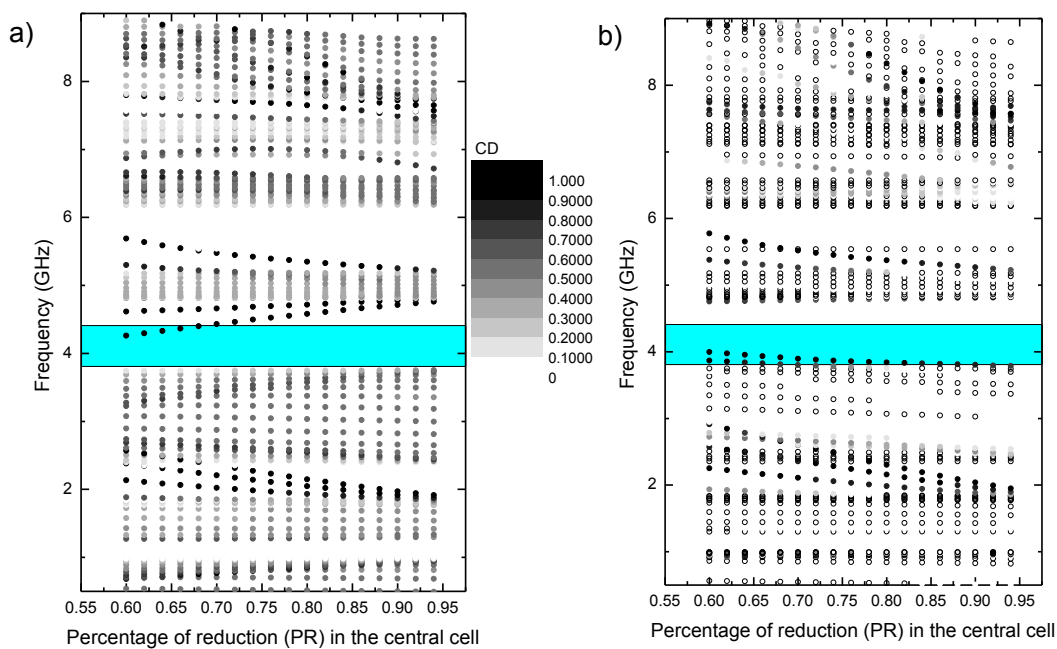 a)
8
6
4
2
Frequency (GHz)
0.55 0.60 0.65 0.70 0.75 0.80 0.85 0.90 0.95
Percentage of reduction (PR) in the central cell
CD
1.000
0.9000
0.8000
0.7000
0.6000
0.5000
0.4000
0.3000
0.2000
0.1000
0
b)
8
6
4
2
Frequency (GHz)
0.55 0.60 0.65 0.70 0.75 0.80 0.85 0.90 0.95
Percentage of reduction (PR) in the central cell